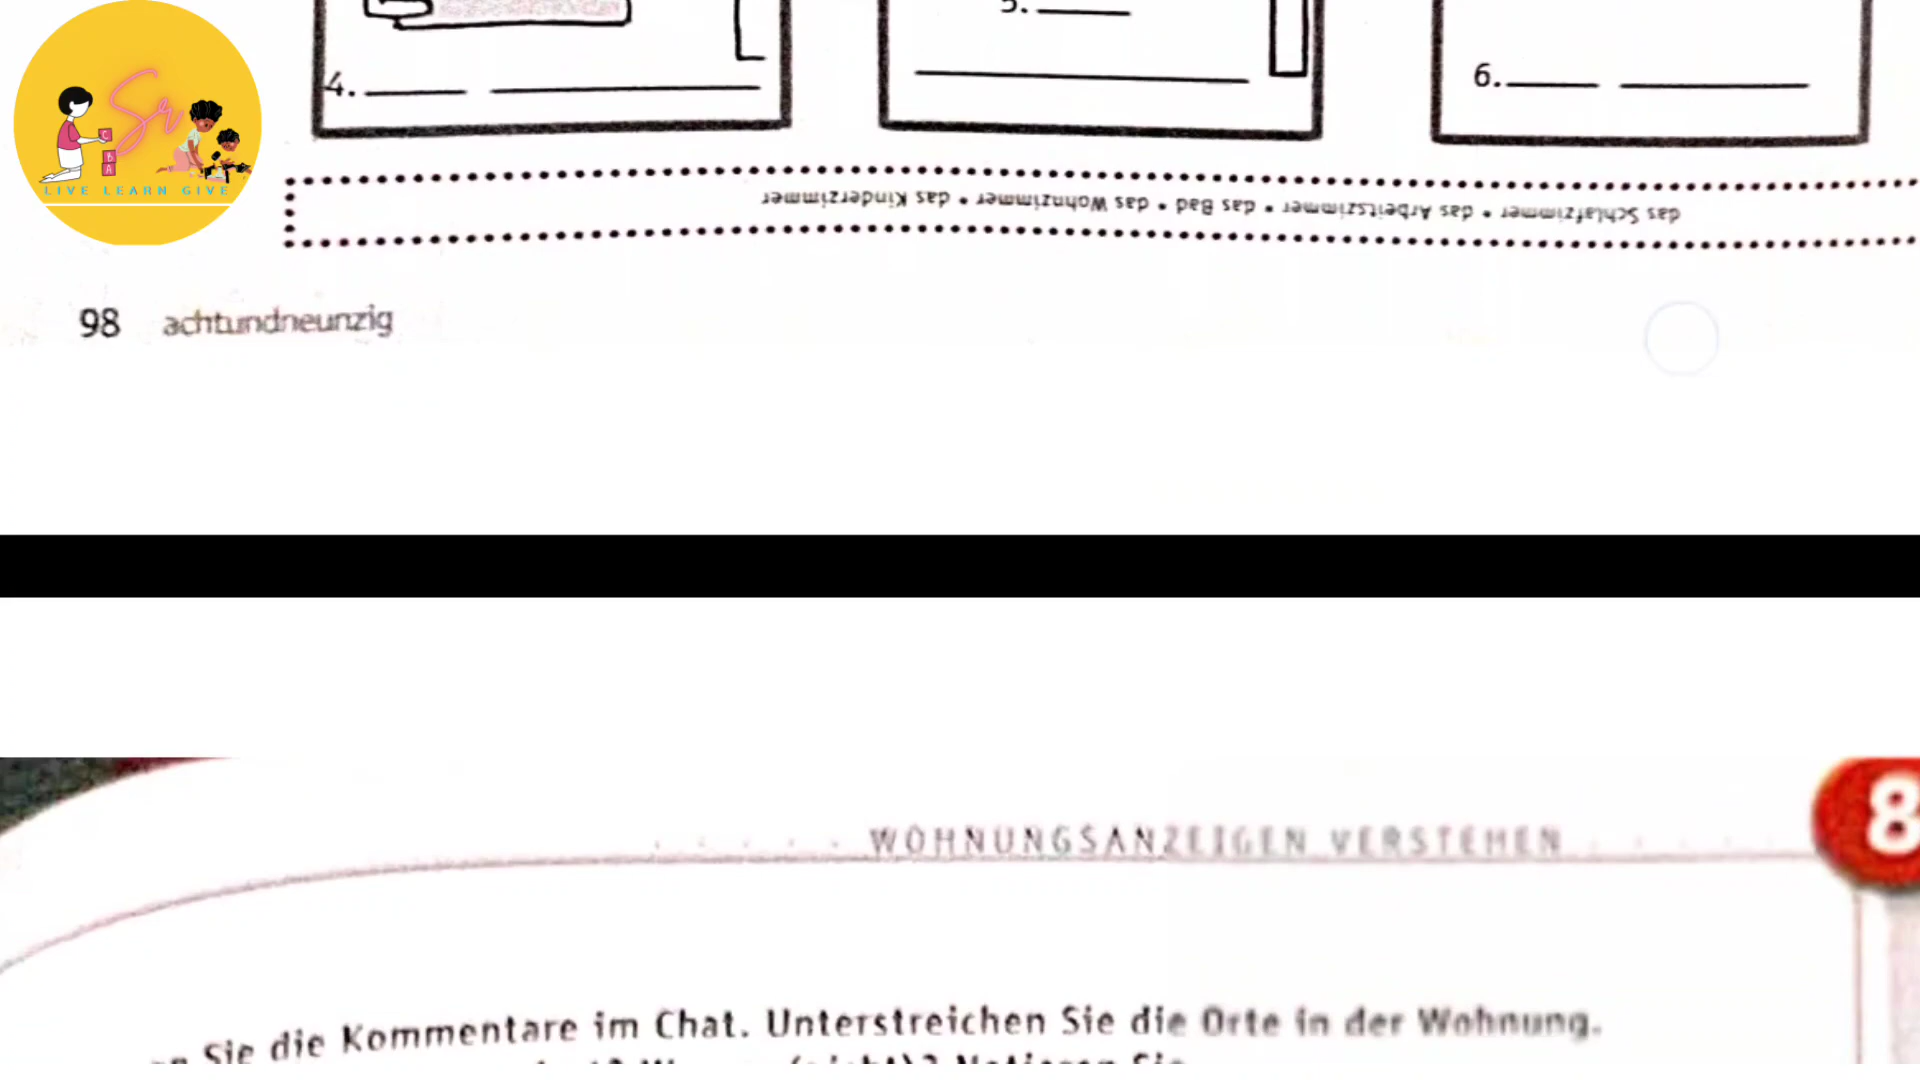 5.
4.
6.
Sr
C
B
A
LIVE LEARN GIVE
das Schlafzimmer • das Arbeitszimmer • das Bad • das Wohnzimmer • das Kinderzimmer
98 achtundneunzig
8
WOHNUNGSANZEIGEN VERSTEHEN
Sie die Kommentare im Chat. Unterstreichen Sie die Orte in der Wohnung.